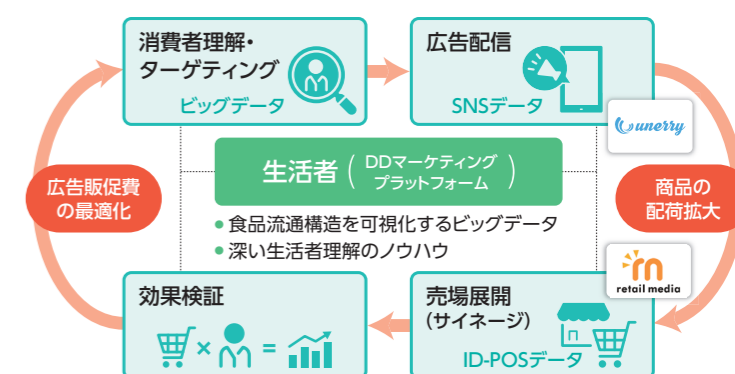 消費者理解・
ターゲティング
ビッグデータ
広告配信
SNSデータ
unerry
広告販促費
の最適化
生活者(DDマーケティング
プラットフォーム)
商品の
配荷拡大
●食品流通構造を可視化するビッグデータ
●深い生活者理解のノウハウ
rn
retail media
効果検証
× =
売場展開
(サイネージ)
ID-POSデータ